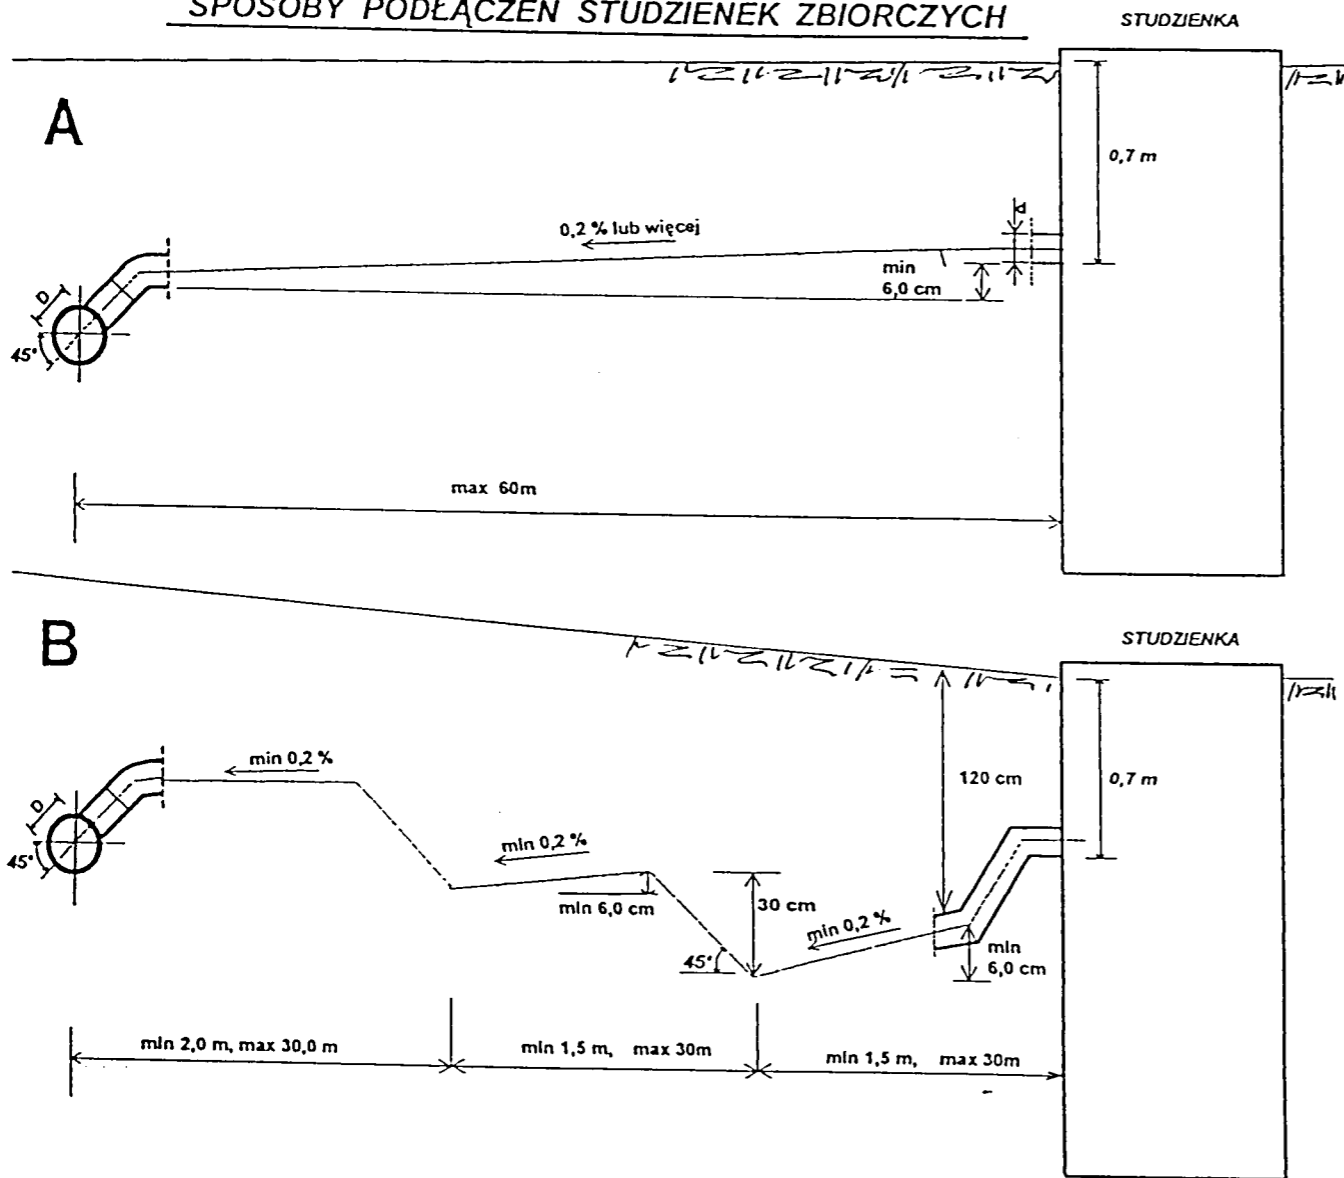 SPOSOBY PODŁĄCZEŃ STUDZIENEK ZBIORCZYCH
STUDZIENKA
A
0,7 m
d
0,2 % lub więcej
min
6,0 cm
D
45°
max 60m
B
STUDZIENKA
min 0,2 %
120 cm
0,7 m
D
45°
min 0,2 %
min 6,0 cm
30 cm
min 0,2 %
45°
min
6,0 cm
min 2,0 m, max 30,0 m
min 1,5 m, max 30m
min 1,5 m, max 30m